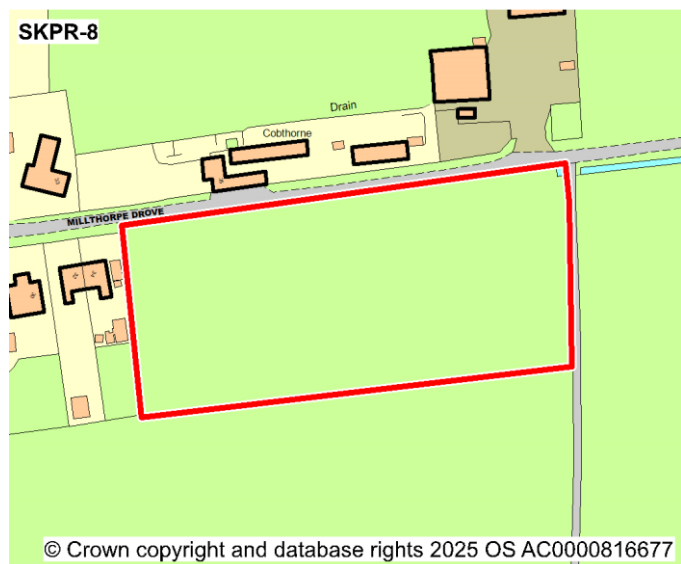 SKPR-8
Drain
Cobthorne
MILLTHORPE DROVE
© Crown copyright and database rights 2025 OS AC0000816677